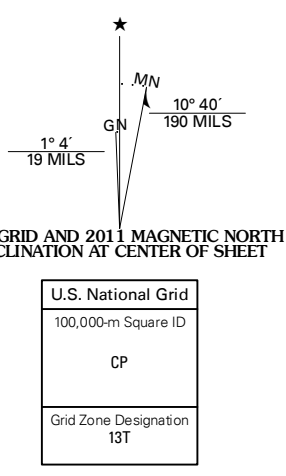 ★
MN
GN
10° 40´
190 MILS
1° 4´
19 MILS
GRID AND 2011 MAGNETIC NORTH
CLINATION AT CENTER OF SHEET
U.S. National Grid
100,000-m Square ID
CP
Grid Zone Designation
13T